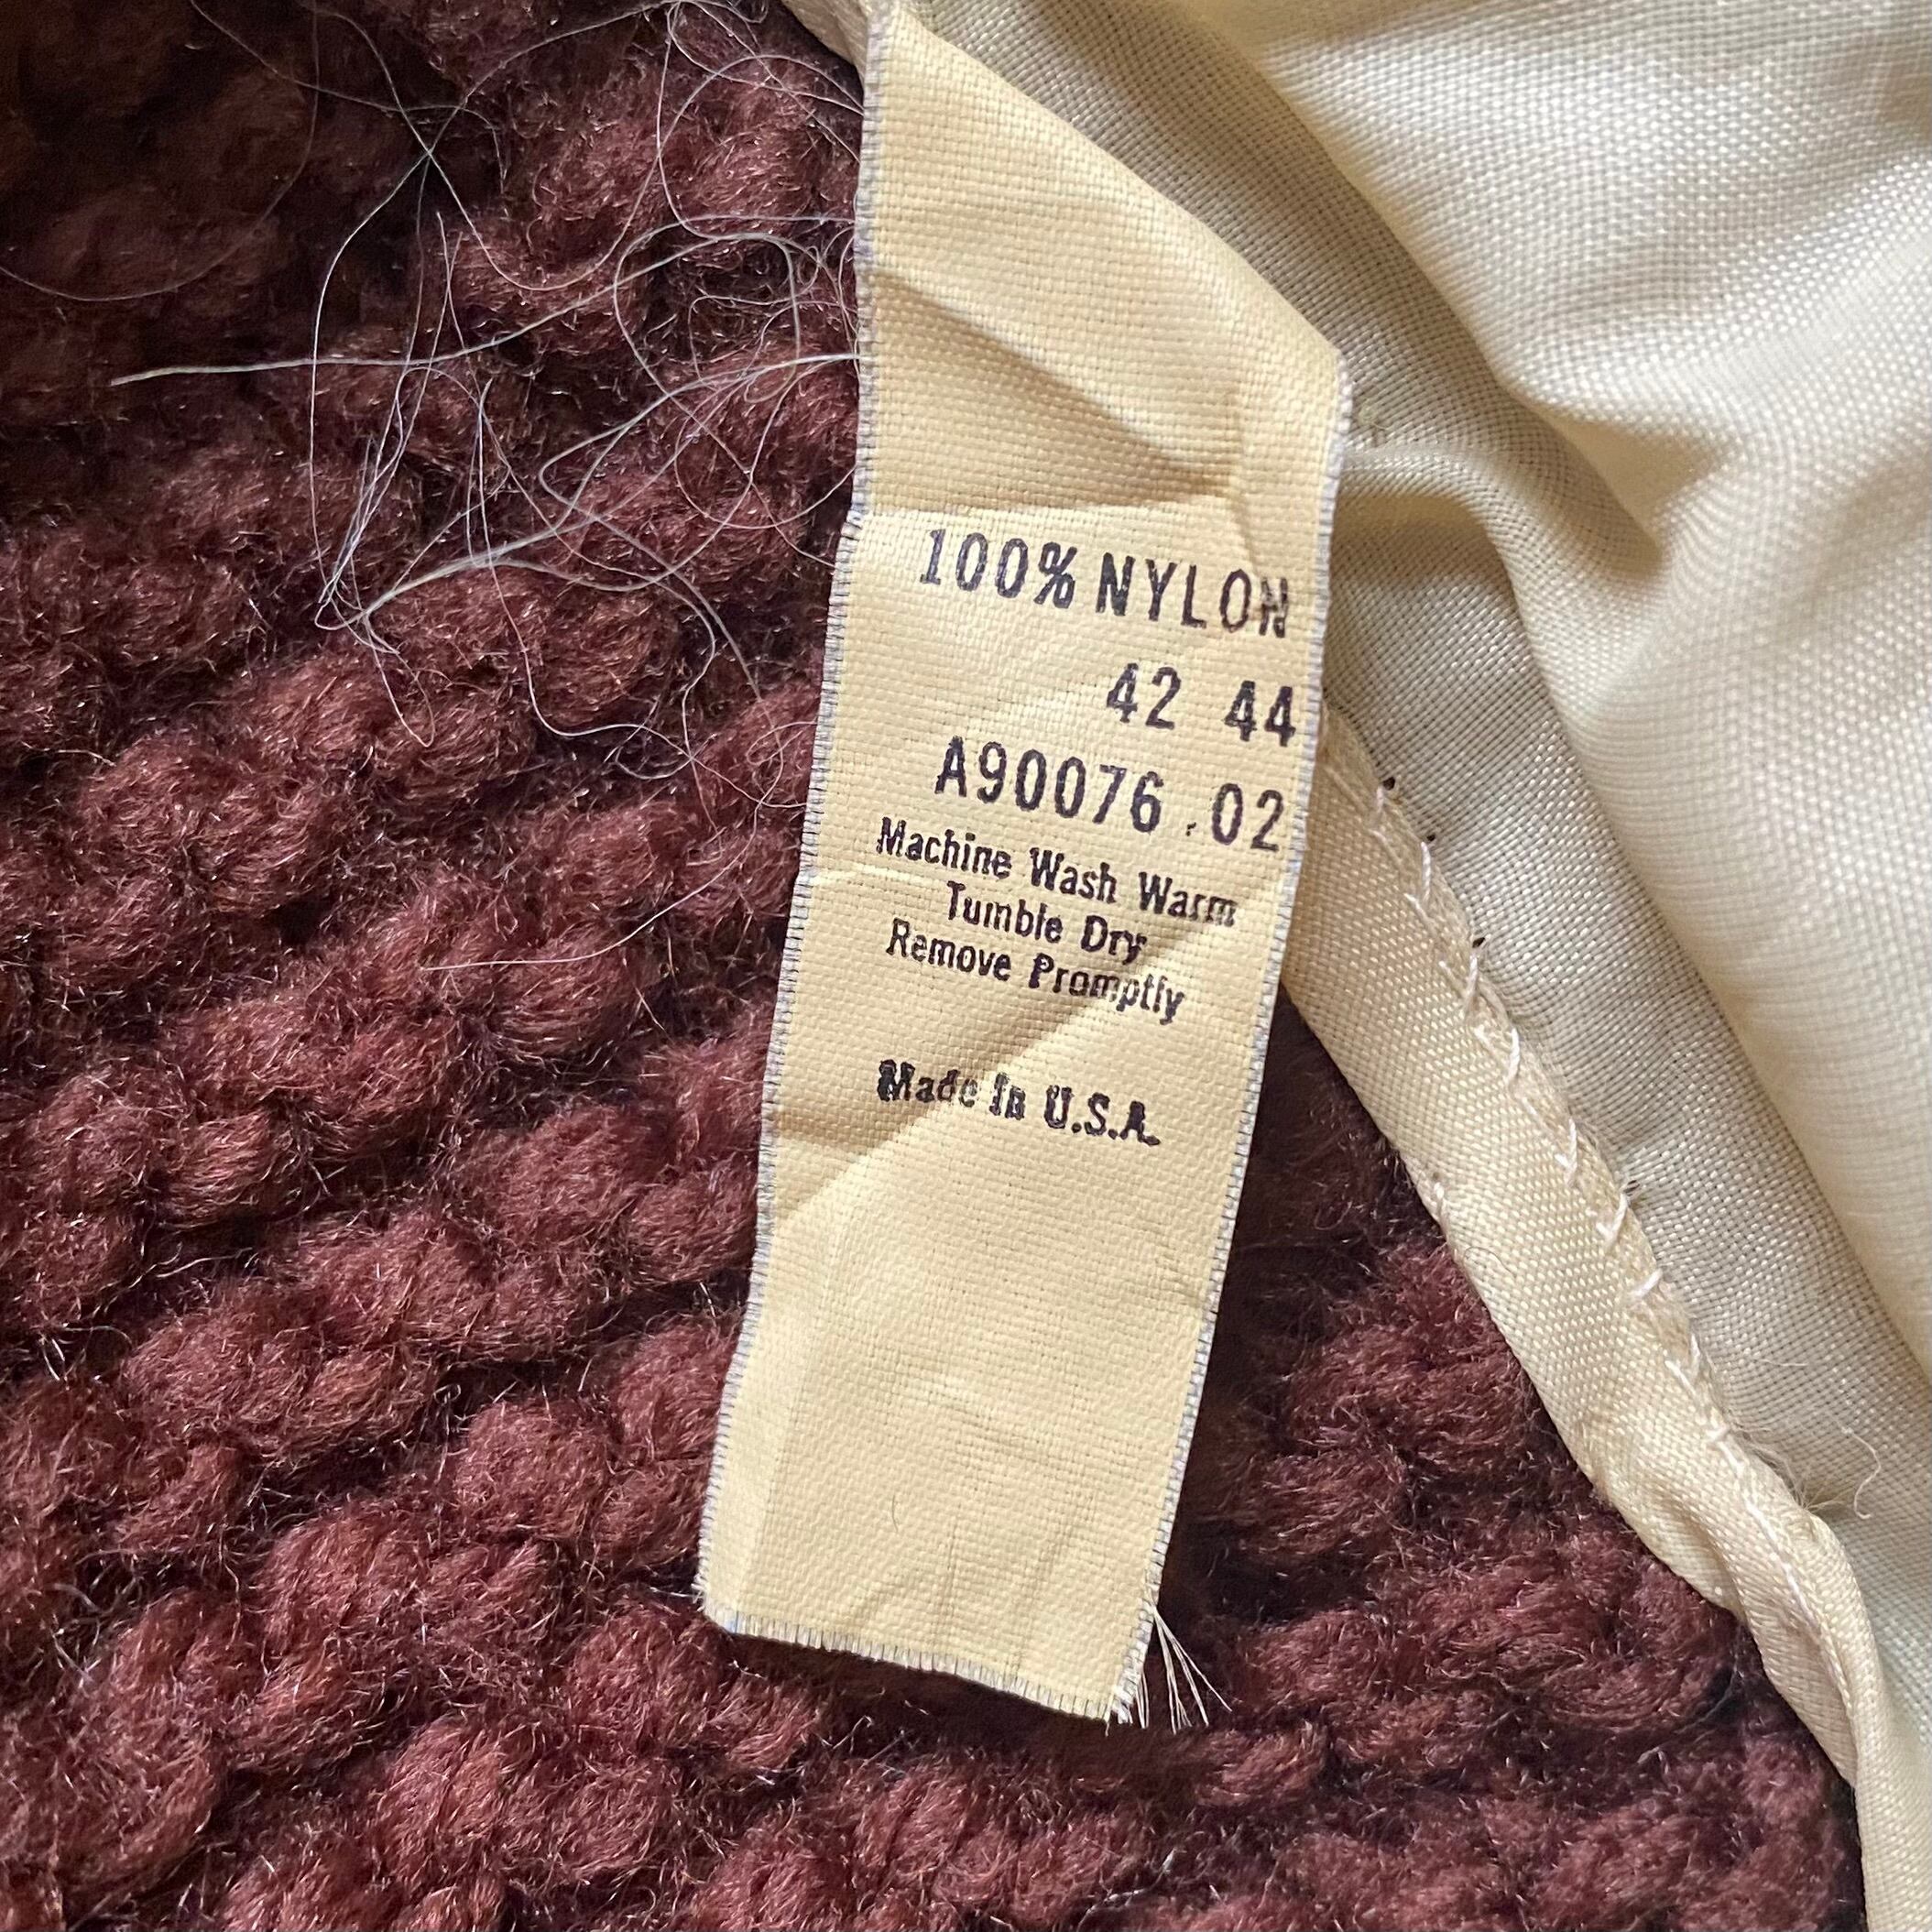 100% NYLON
42 44
A90076 .02
Machine Wash Warm
Tumble Dry
Remove Promptly
Made In U.S.A.